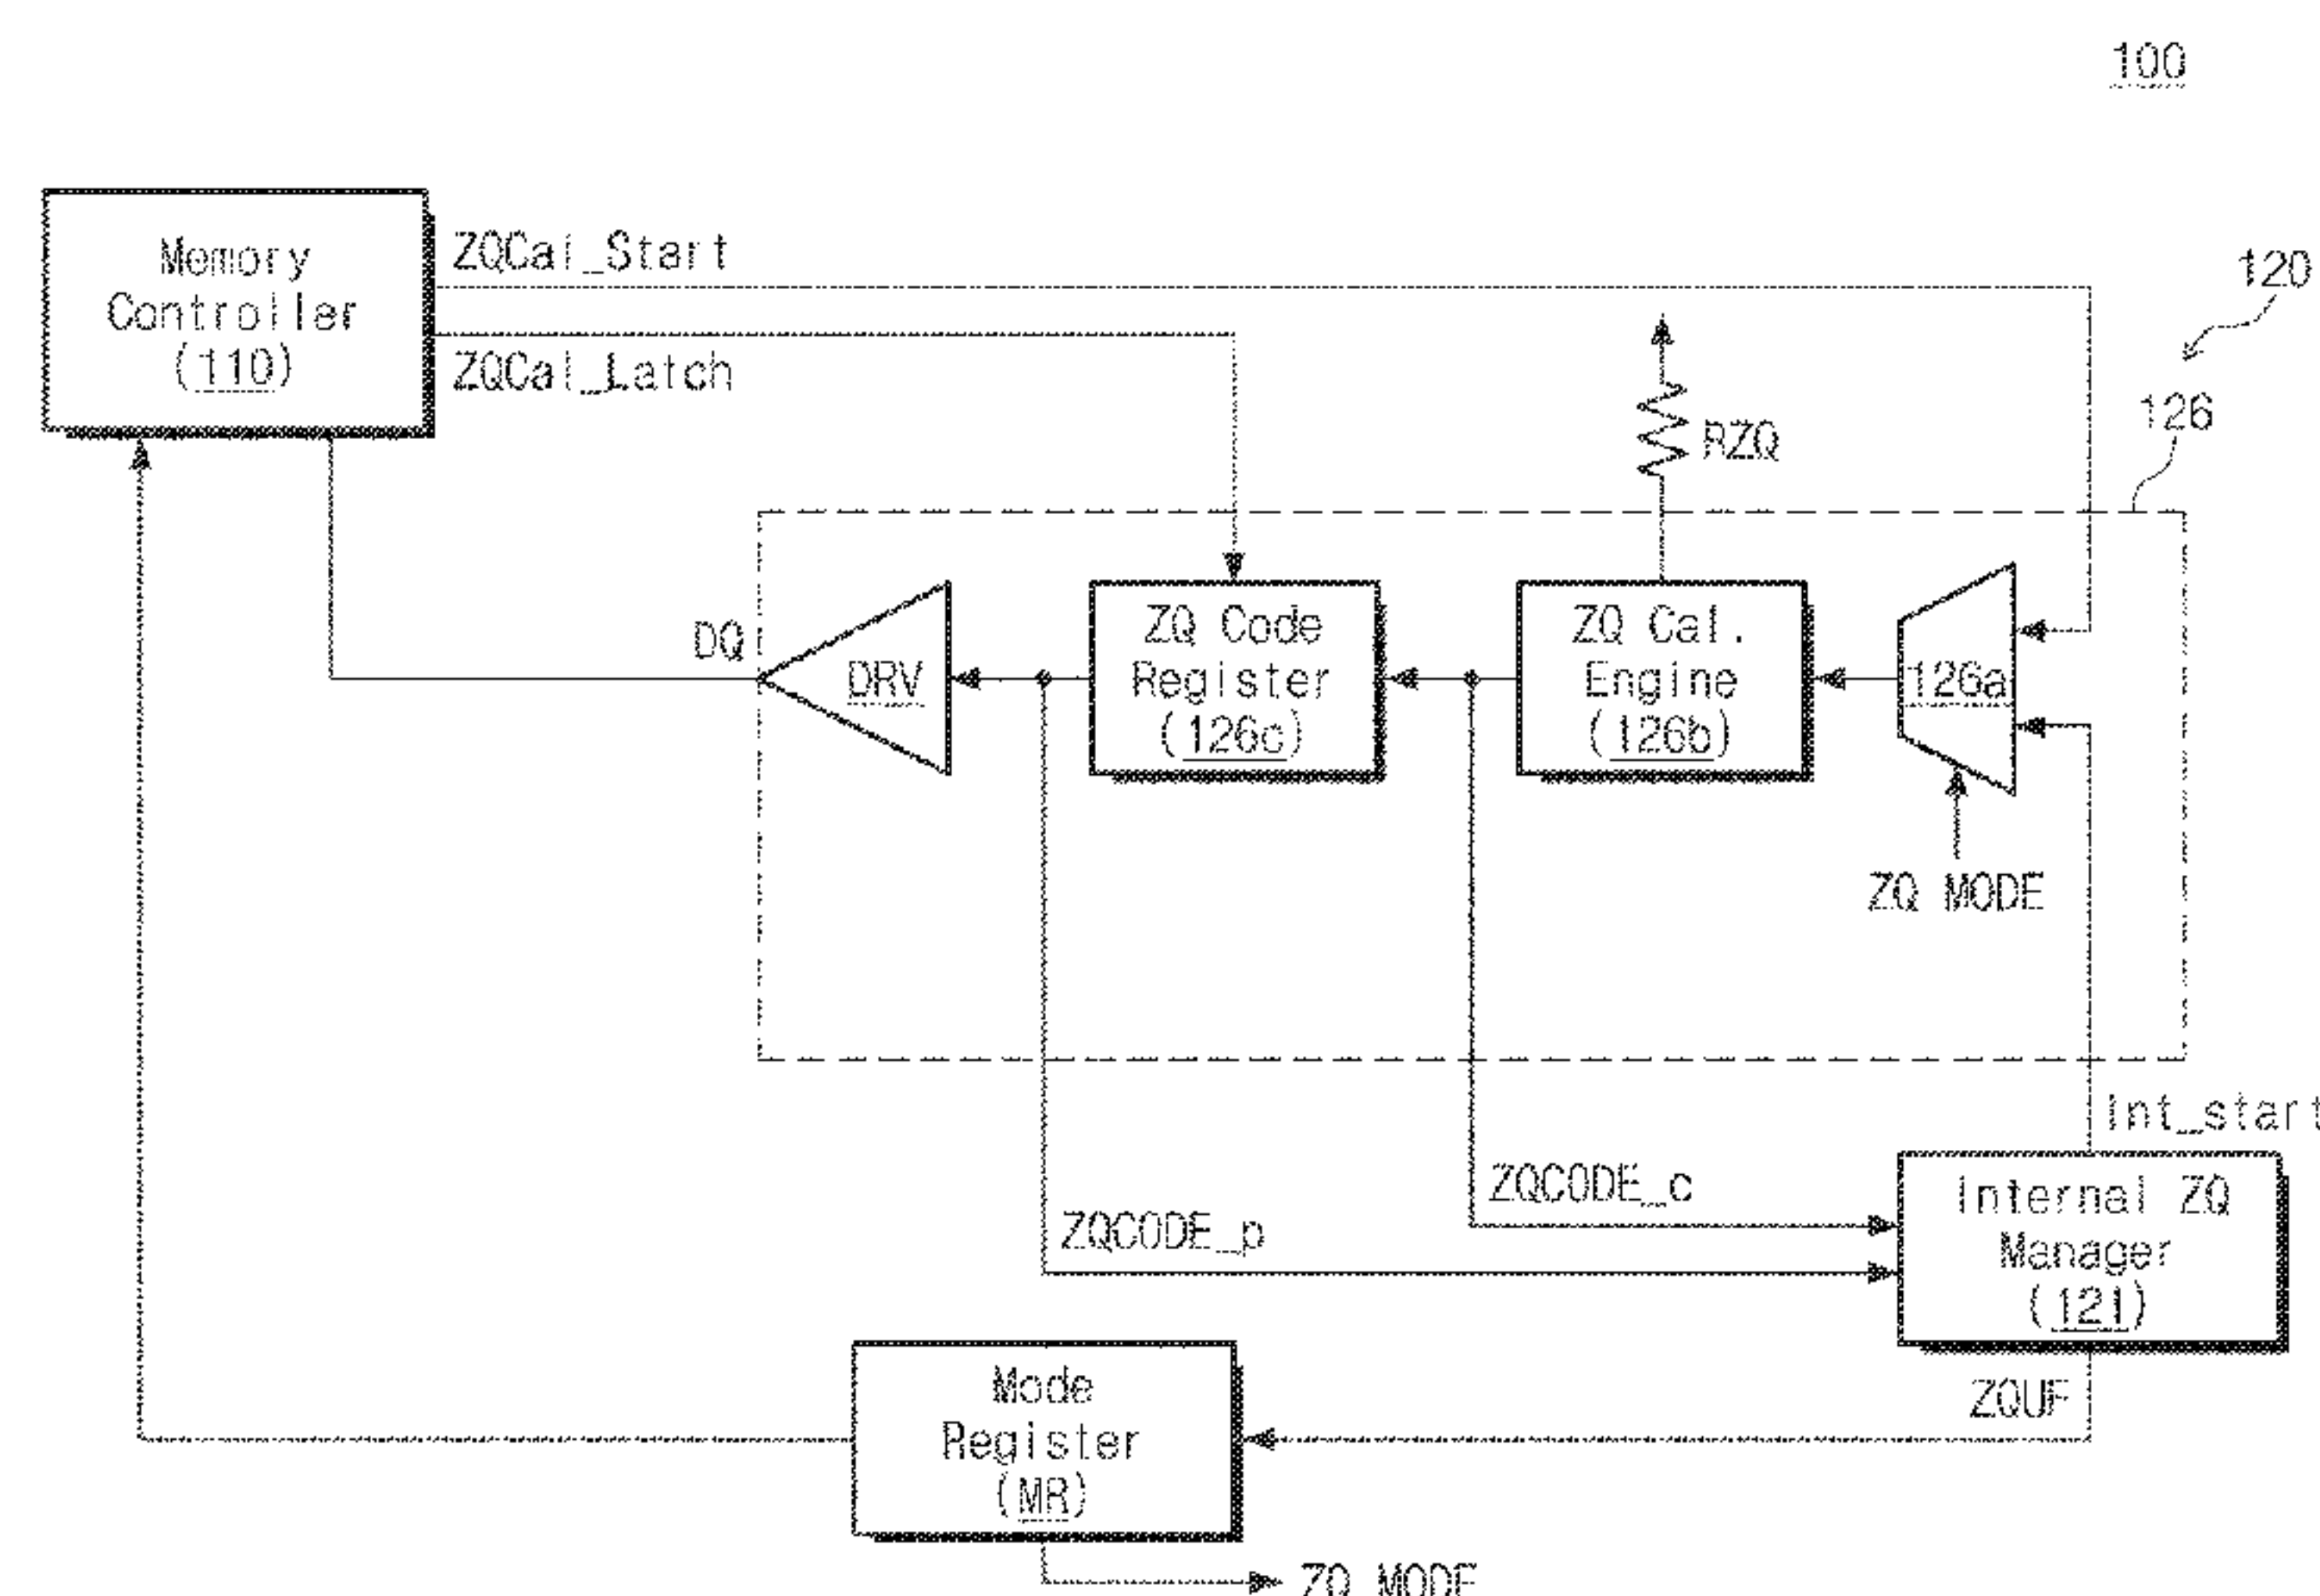 100
Memory
Controller
(110)
ZQCal_Start
ZQCal_Latch
120
126
RZQ
DQ
DRV
ZQ Code
Register
(126c)
ZQ Cal.
Engine
(126b)
126a
ZQ MODE
Int_start
ZQCODE_c
ZQCODE_p
Internal ZQ
Manager
(121)
ZQUF
Mode
Register
(MR)
ZQ MODE